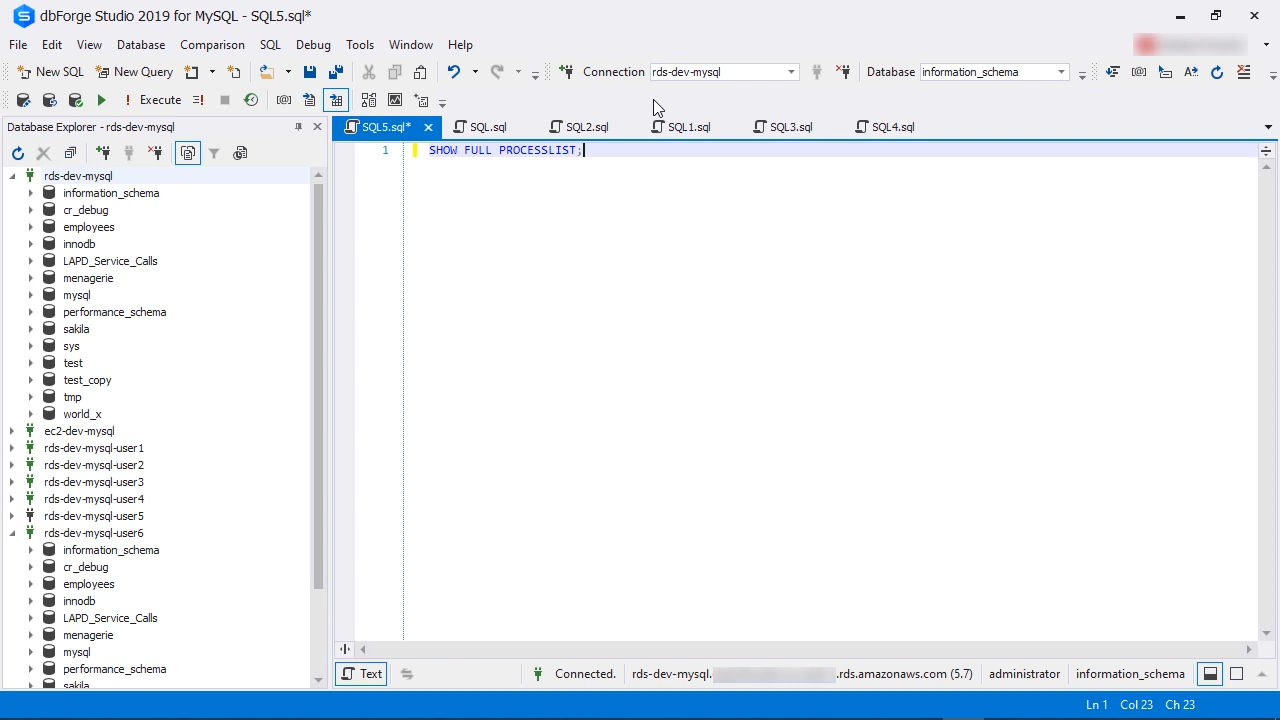 dbForge Studio 2019 for MySQL - SQL5.sql*
File Edit View Database Comparison SQL Debug Tools Window Help
New SQL New Query Connection rds-dev-mysql Database information_schema
Execute
Database Explorer - rds-dev-mysql
SQL5.sql* SQL.sql SQL2.sql SQL1.sql SQL3.sql SQL4.sql
1 SHOW FULL PROCESSLIST;
rds-dev-mysql
information_schema
cr_debug
employees
innodb
LAPD_Service_Calls
menagerie
mysql
performance_schema
sakila
sys
test
test_copy
tmp
world_x
ec2-dev-mysql
rds-dev-mysql-user1
rds-dev-mysql-user2
rds-dev-mysql-user3
rds-dev-mysql-user4
rds-dev-mysql-user5
rds-dev-mysql-user6
information_schema
cr_debug
employees
innodb
LAPD_Service_Calls
menagerie
mysql
performance_schema
sakila
Text Connected. rds-dev-mysql. .rds.amazonaws.com (5.7) administrator information_schema
Ln 1 Col 23 Ch 23